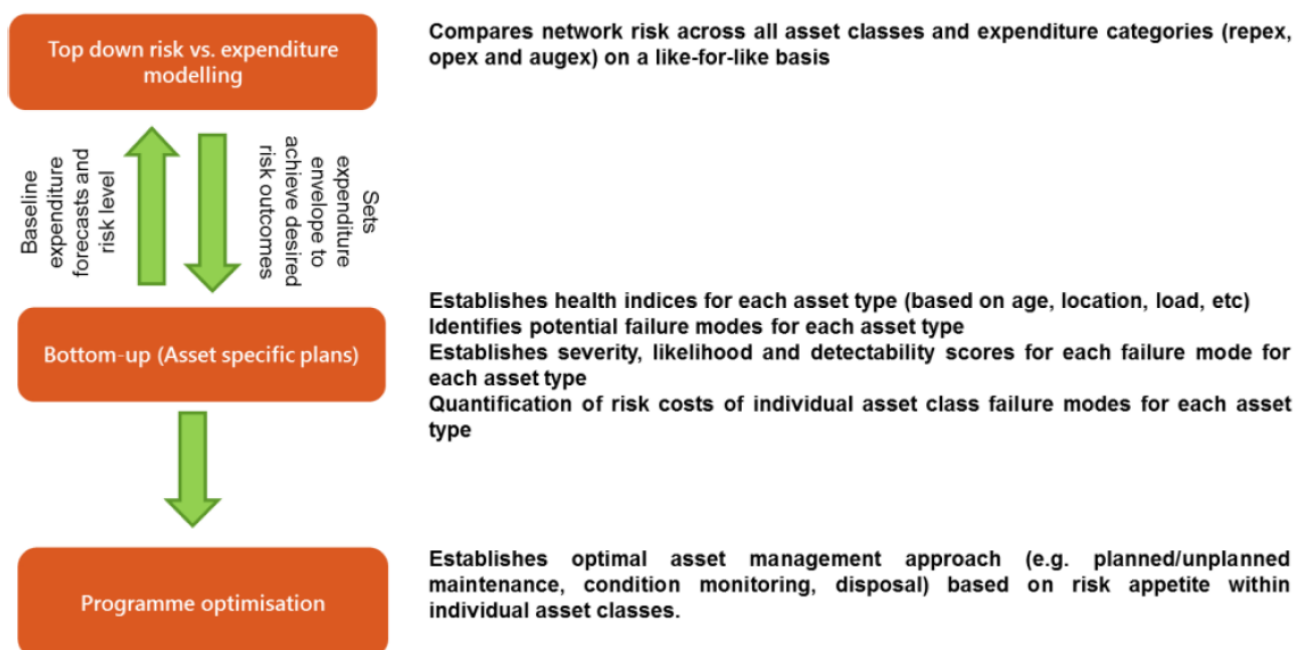 Top down risk vs. expenditure
modelling
Compares network risk across all asset classes and expenditure categories (repex,
opex and augex) on a like-for-like basis
Baseline
expenditure
forecasts and
risk level
Sets
expenditure
envelope to
achieve desired
risk outcomes
Bottom-up (Asset specific plans)
Establishes health indices for each asset type (based on age, location, load, etc)
Identifies potential failure modes for each asset type
Establishes severity, likelihood and detectability scores for each failure mode for
each asset type
Quantification of risk costs of individual asset class failure modes for each asset
type
Programme optimisation
Establishes optimal asset management approach (e.g. planned/unplanned
maintenance, condition monitoring, disposal) based on risk appetite within
individual asset classes.